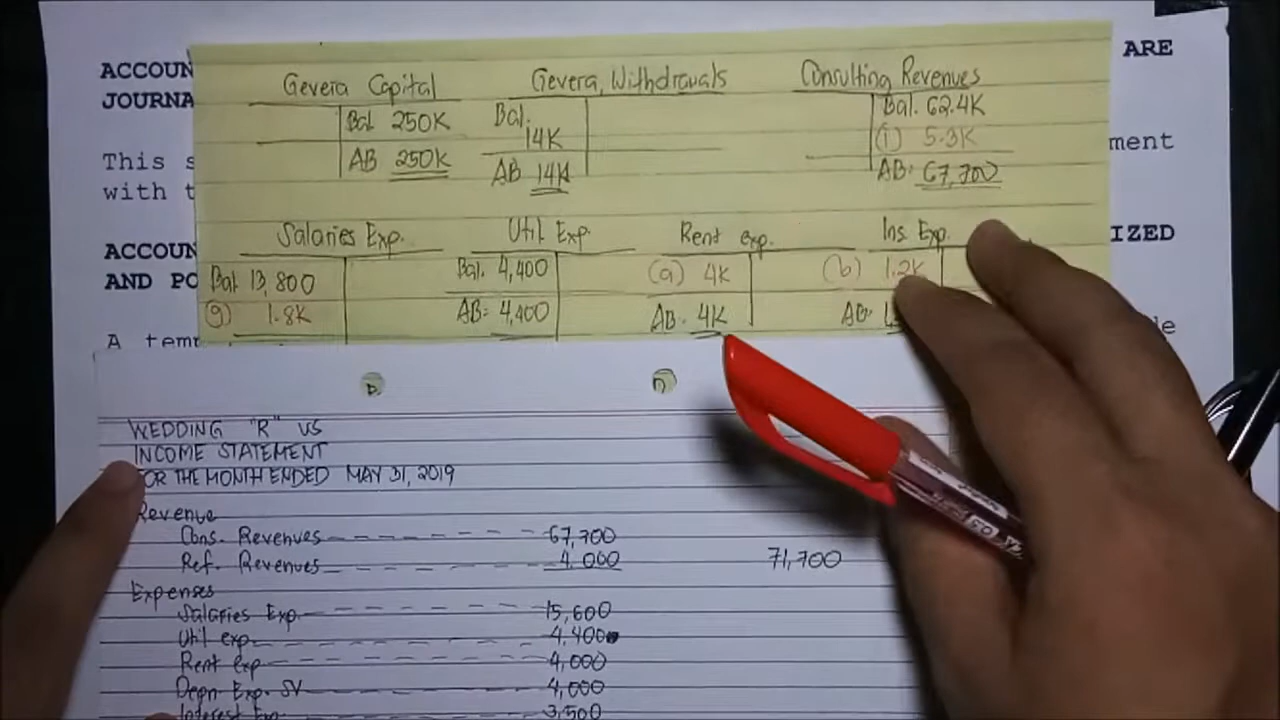 ACCOUN ARE
JOURNA
This s ment
with t
ACCOUN IZED
AND PO
A tem de
Gevera Capital
Bal 250K
AB 250K
Gevera, Withdrawals
Bal.
14K
AB 14K
Consulting Revenues
Bal. 62.4K
(i) 5.3K
AB: 67,700
Salaries Exp.
Bal 13,800
(g) 1.8K
Util Exp.
Bal. 4,400
AB: 4,400
Rent exp.
(a) 4K
AB. 4K
Ins. Exp.
(b) 1.2K
AB: 1
WEDDING "R" US
INCOME STATEMENT
FOR THE MONTH ENDED MAY 31, 2019
Revenue
Cons. Revenues 67,700
Ref. Revenues 4,000 71,700
Expenses
Salaries Exp. 15,600
Util exp. 4,400
Rent exp 4,000
Depn Exp. SV 4,000
Interest Exp. 3,500